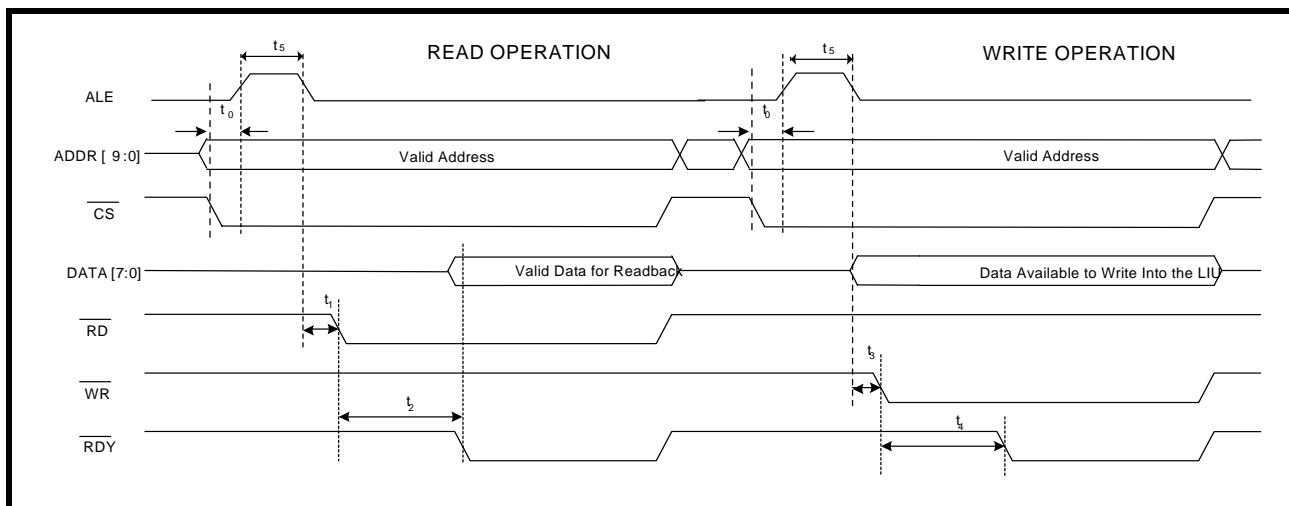 READ OPERATION
WRITE OPERATION
t5
t5
ALE
t0
t0
ADDR [ 9:0]
Valid Address
Valid Address
CS
DATA [7:0]
Valid Data for Readback
Data Available to Write Into the LIU
t1
RD
t3
WR
t2
t4
RDY